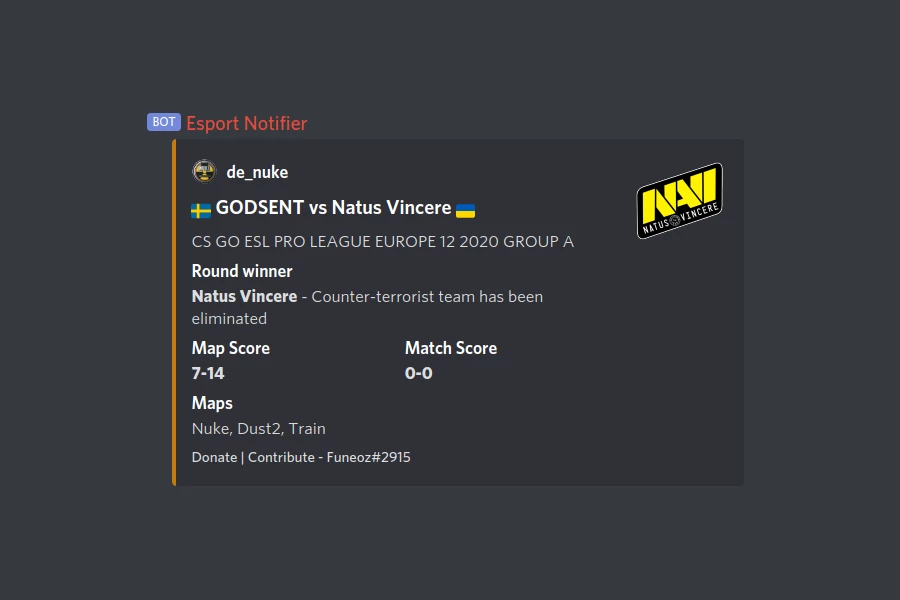 BOT Esport Notifier
de_nuke
GODSENT vs Natus Vincere
NAVI
NATUS VINCERE
CS GO ESL PRO LEAGUE EUROPE 12 2020 GROUP A
Round winner
Natus Vincere - Counter-terrorist team has been
eliminated
Map Score Match Score
7-14 0-0
Maps
Nuke, Dust2, Train
Donate | Contribute - Funeoz#2915